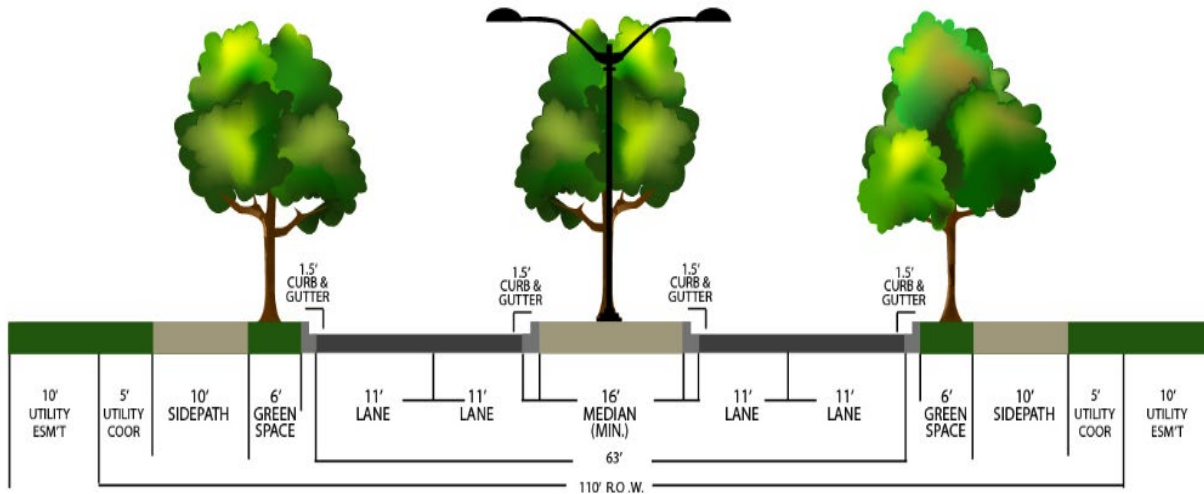 1.5'
CURB &
GUTTER
1.5'
CURB &
GUTTER
1.5'
CURB &
GUTTER
1.5'
CURB &
GUTTER
10'
UTILITY
ESM'T
5'
UTILITY
COOR
10'
SIDEPATH
6'
GREEN
SPACE
11'
LANE
11'
LANE
16'
MEDIAN
(MIN.)
11'
LANE
11'
LANE
6'
GREEN
SPACE
10'
SIDEPATH
5'
UTILITY
COOR
10'
UTILITY
ESM'T
63'
110' R.O.W.